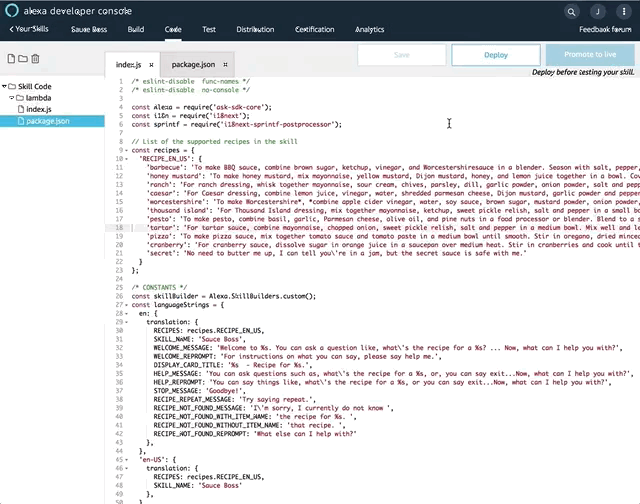 alexa developer console
J
< Your Skills
Sauce Boss
Build
Code
Test
Distribution
Certification
Analytics
Feedback forum
Save
Deploy
Promote to live
Deploy before testing your skill.
Skill Code
lambda
index.js
package.json
index.js ×
package.json ×
1 /* eslint-disable func-names */
2 /* eslint-disable no-console */
3
4 const Alexa = require('ask-sdk-core');
5 const i18n = require('i18next');
6 const sprintf = require('i18next-sprintf-postprocessor');
7
8 // List of the supported recipes in the skill
9 const recipes = {
10 'RECIPE_EN_US': {
11 'barbecue': 'To make BBQ sauce, combine brown sugar, ketchup, vinegar, and Worcestershiresauce in a blender. Season with salt, pepper,
12 'honey mustard': 'To make honey mustard, mix mayonnaise, yellow mustard, Dijon mustard, honey, and lemon juice together in a bowl. Cov
13 'ranch': 'For ranch dressing, whisk together mayonnaise, sour cream, chives, parsley, dill, garlic powder, onion powder, salt and pepp
14 'caesar': 'For Caesar dressing, combine lemon juice, vinegar, water, shredded parmesan cheese, Dijon mustard, garlic powder and pepper
15 'worcestershire': 'To make Worcestershire*, *combine apple cider vinegar, water, soy sauce, brown sugar, mustard powder, onion powder,
16 'thousand island': 'For Thousand Island dressing, mix together mayonnaise, ketchup, sweet pickle relish, salt and pepper in a small bo
17 'pesto': 'To make pesto, combine basil, garlic, Parmesan cheese, olive oil, and pine nuts in a food processor or blender. Blend to a s
18 'tartar': 'For tartar sauce, combine mayonnaise, chopped onion, sweet pickle relish, salt and pepper in a medium bowl. Mix well and le
19 'pizza': 'To make pizza sauce, mix together tomato sauce and tomato paste in a medium bowl until smooth. Stir in oregano, dried minced
20 'cranberry': 'For cranberry sauce, dissolve sugar in orange juice in a saucepan over medium heat. Stir in cranberries and cook until t
21 'secret': 'No need to butter me up, I can tell you\'re in a jam, but the secret sauce is safe with me.'
22 }
23 };
24
25 /* CONSTANTS */
26 const skillBuilder = Alexa.SkillBuilders.custom();
27 const languageStrings = {
28 en: {
29 translation: {
30 RECIPES: recipes.RECIPE_EN_US,
31 SKILL_NAME: 'Sauce Boss',
32 WELCOME_MESSAGE: 'Welcome to %s. You can ask a question like, what\'s the recipe for a %s? ... Now, what can I help you with?',
33 WELCOME_REPROMPT: 'For instructions on what you can say, please say help me.',
34 DISPLAY_CARD_TITLE: '%s - Recipe for %s.',
35 HELP_MESSAGE: 'You can ask questions such as, what\'s the recipe for a %s, or, you can say exit...Now, what can I help you with?',
36 HELP_REPROMPT: 'You can say things like, what\'s the recipe for a %s, or you can say exit...Now, what can I help you with?',
37 STOP_MESSAGE: 'Goodbye!',
38 RECIPE_REPEAT_MESSAGE: 'Try saying repeat.',
39 RECIPE_NOT_FOUND_MESSAGE: 'I\'m sorry, I currently do not know ',
40 RECIPE_NOT_FOUND_WITH_ITEM_NAME: 'the recipe for %s. ',
41 RECIPE_NOT_FOUND_WITHOUT_ITEM_NAME: 'that recipe. ',
42 RECIPE_NOT_FOUND_REPROMPT: 'What else can I help with?'
43 },
44 },
45 'en-US': {
46 translation: {
47 RECIPES: recipes.RECIPE_EN_US,
48 SKILL_NAME: 'Sauce Boss'
49 },
50 },